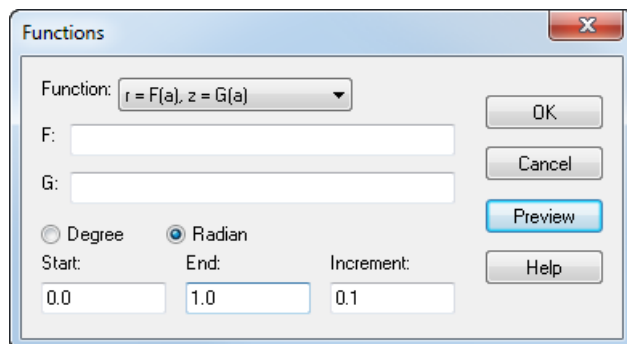 Functions
Function: r = F(a), z = G(a)
OK
F:
Cancel
G:
Preview
Degree Radian
Start: End: Increment:
Help
0.0 1.0 0.1